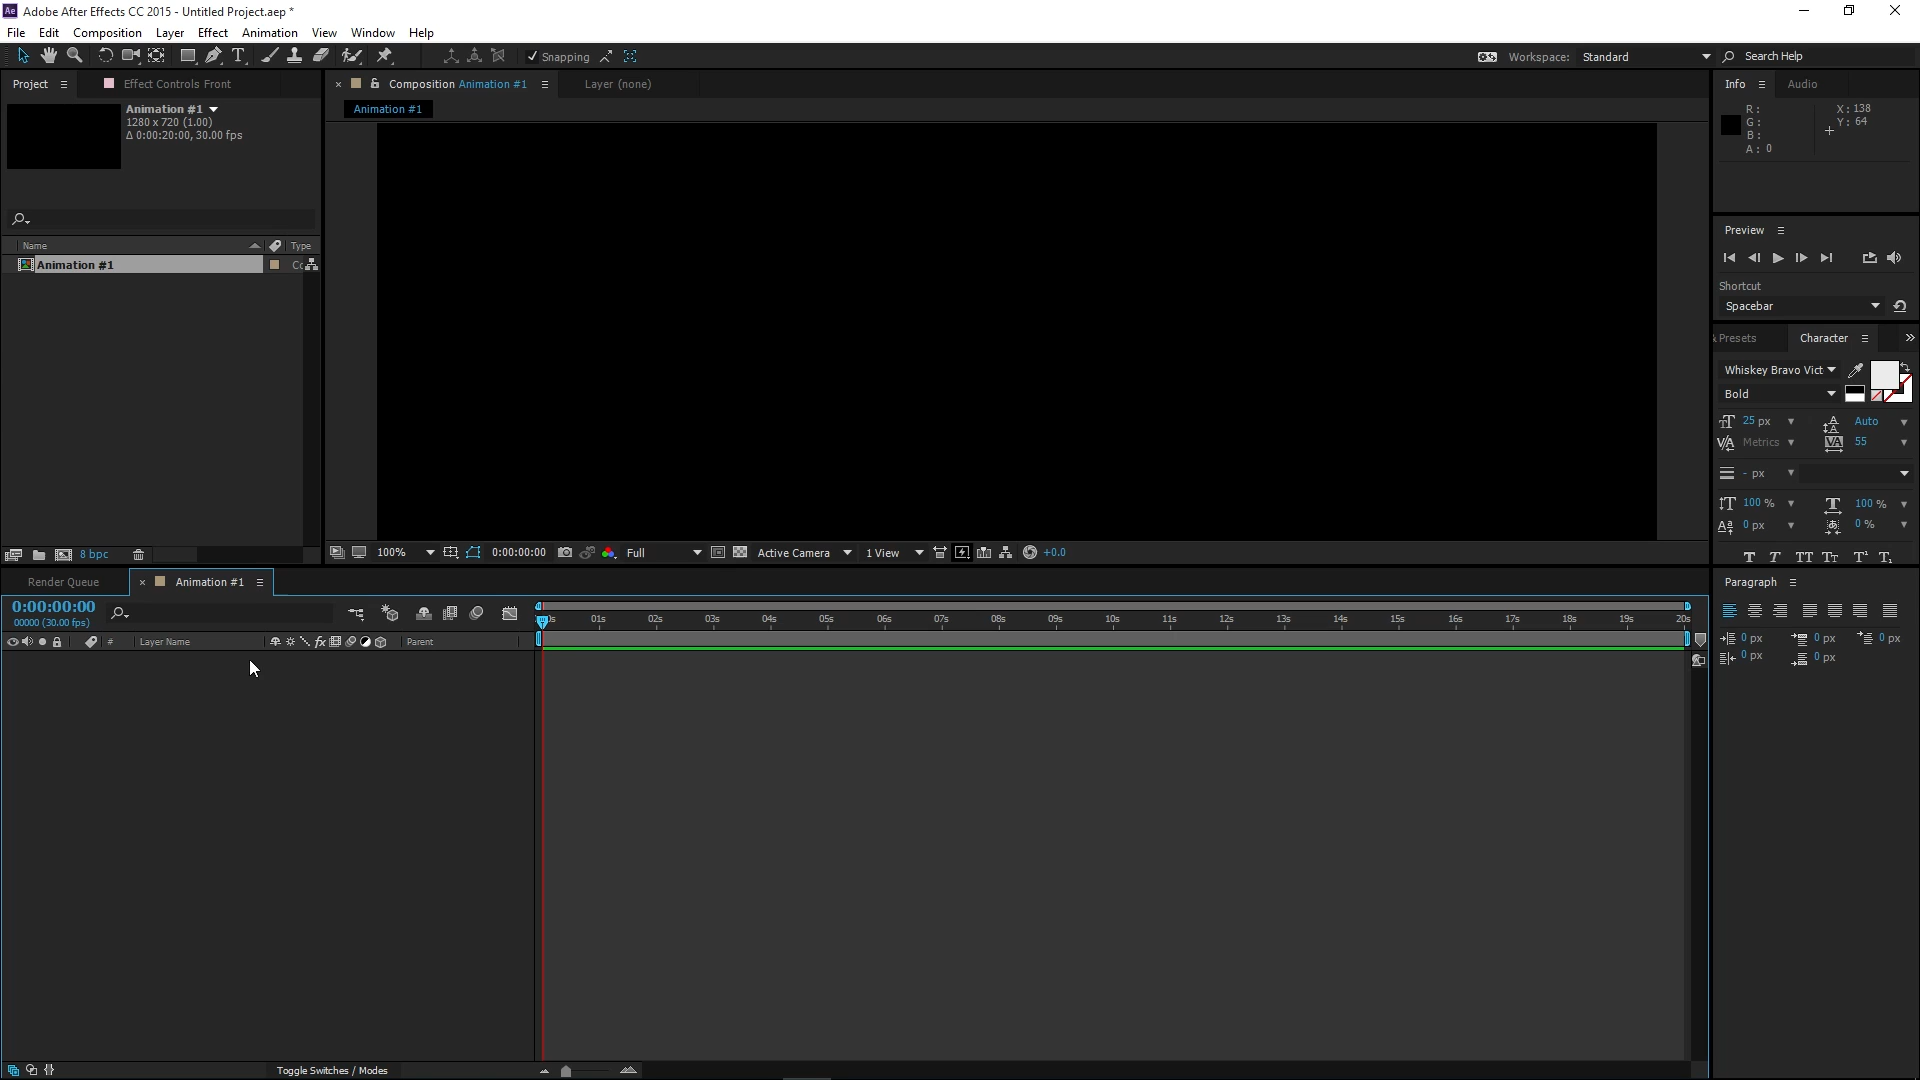 Ae Adobe After Effects CC 2015 - Untitled Project.aep *
File Edit Composition Layer Effect Animation View Window Help
Snapping Workspace: Standard Search Help
Project Effect Controls Front Composition Animation #1 Layer (none) Info Audio
Animation #1
1280 x 720 (1.00)
Δ 0:00:20:00, 30.00 fps
Animation #1
R: X: 138
G: Y: 64
B:
A: 0
Preview
Shortcut
Spacebar
Name Type
Animation #1
& Presets Character
Whiskey Bravo Vict
Bold
25 px Auto
Metrics 55
- px
100 % 100 %
0 px 0 %
8 bpc
100% 0:00:00:00 Full Active Camera 1 View +0.0
Render Queue Animation #1
Paragraph
0:00:00:00
00000 (30.00 fps)
01s 02s 03s 04s 05s 06s 07s 08s 09s 10s 11s 12s 13s 14s 15s 16s 17s 18s 19s 20s
# Layer Name Parent
0 px 0 px 0 px
0 px 0 px
Toggle Switches / Modes